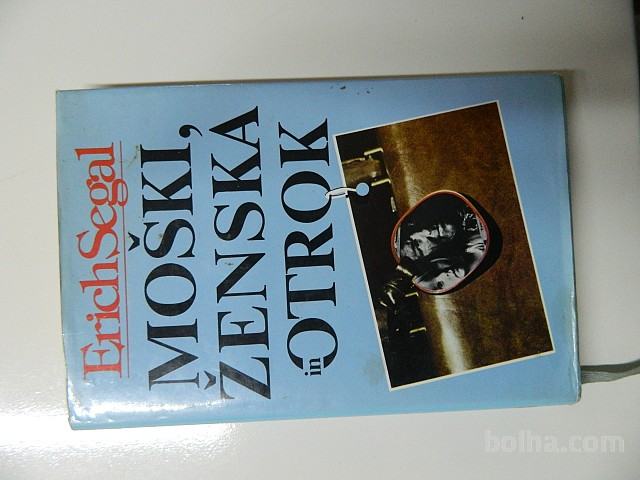 Erich Segal
MOŠKI,
ŽENSKA
in OTROK
bolha.com